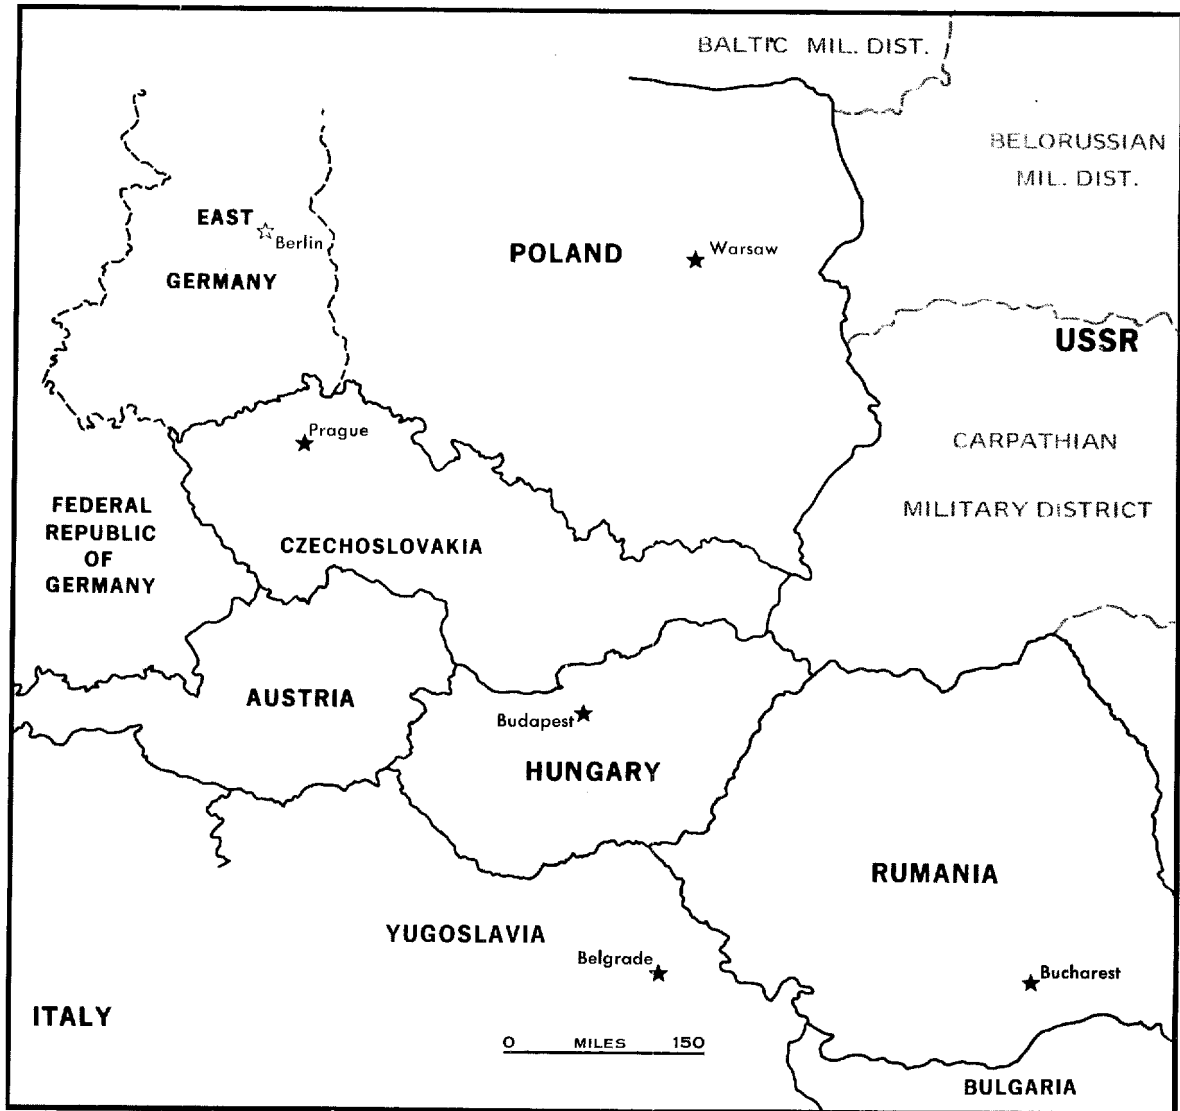 BALTIC MIL. DIST.
BELORUSSIAN
MIL. DIST.
EAST
Berlin
GERMANY
POLAND
Warsaw
USSR
Prague
CARPATHIAN
MILITARY DISTRICT
FEDERAL
REPUBLIC
OF
GERMANY
CZECHOSLOVAKIA
AUSTRIA
Budapest
HUNGARY
RUMANIA
YUGOSLAVIA
Belgrade
Bucharest
ITALY
0 MILES 150
BULGARIA